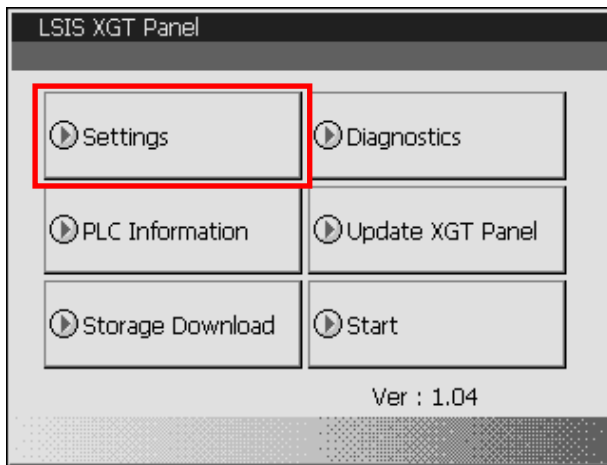 LSIS XGT Panel
Settings
Diagnostics
PLC Information
Update XGT Panel
Storage Download
Start
Ver : 1.04